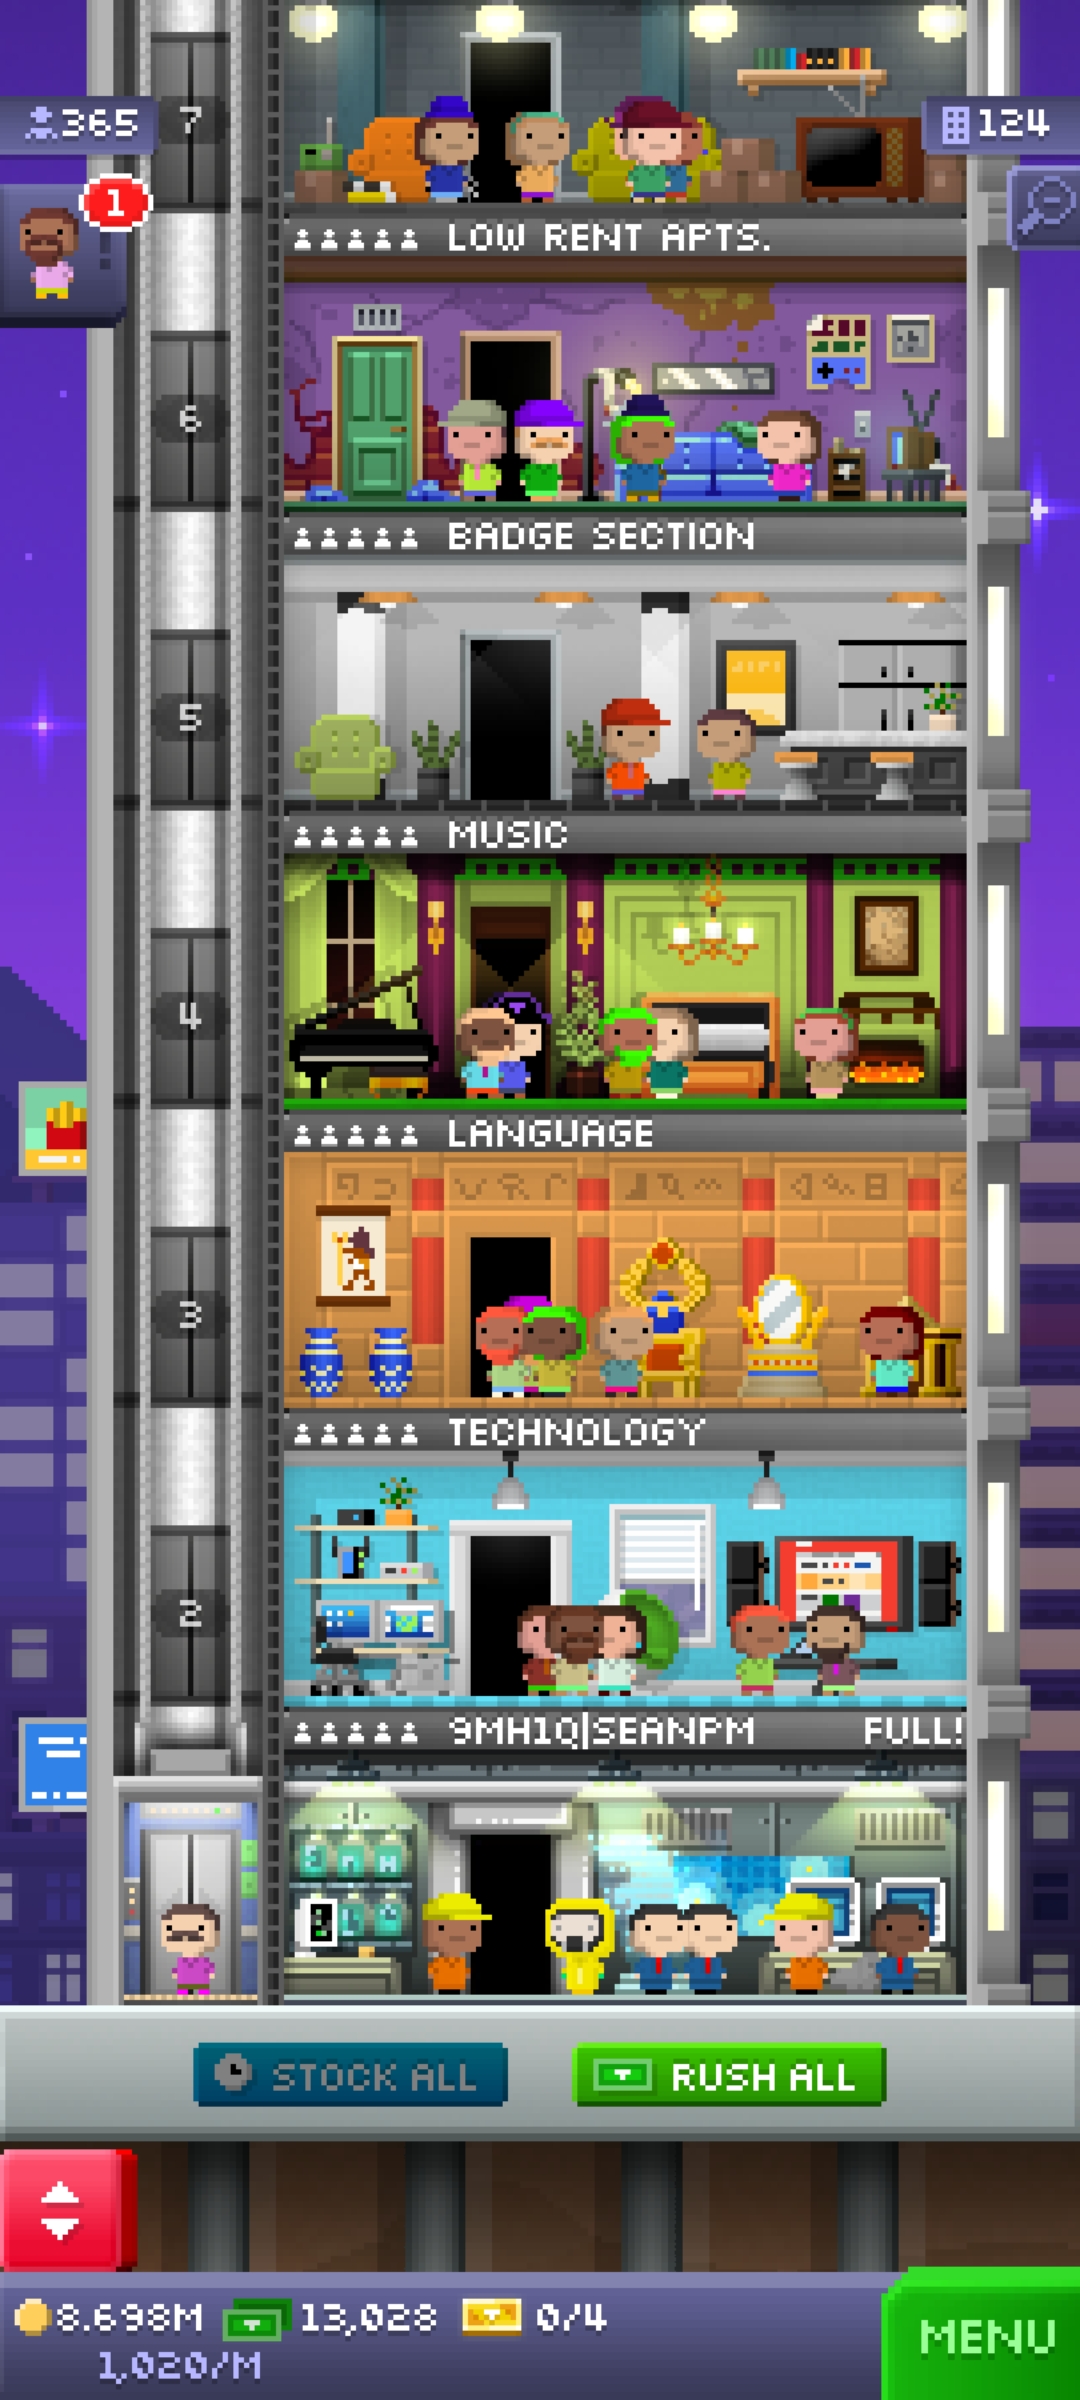 365
7
124
1
LOW RENT APTS.
6
BADGE SECTION
5
MUSIC
4
LANGUAGE
3
TECHNOLOGY
2
9MH1Q|SEANPM FULL!
STOCK ALL
RUSH ALL
8.698M 13,028 0/4
1,020/M
MENU